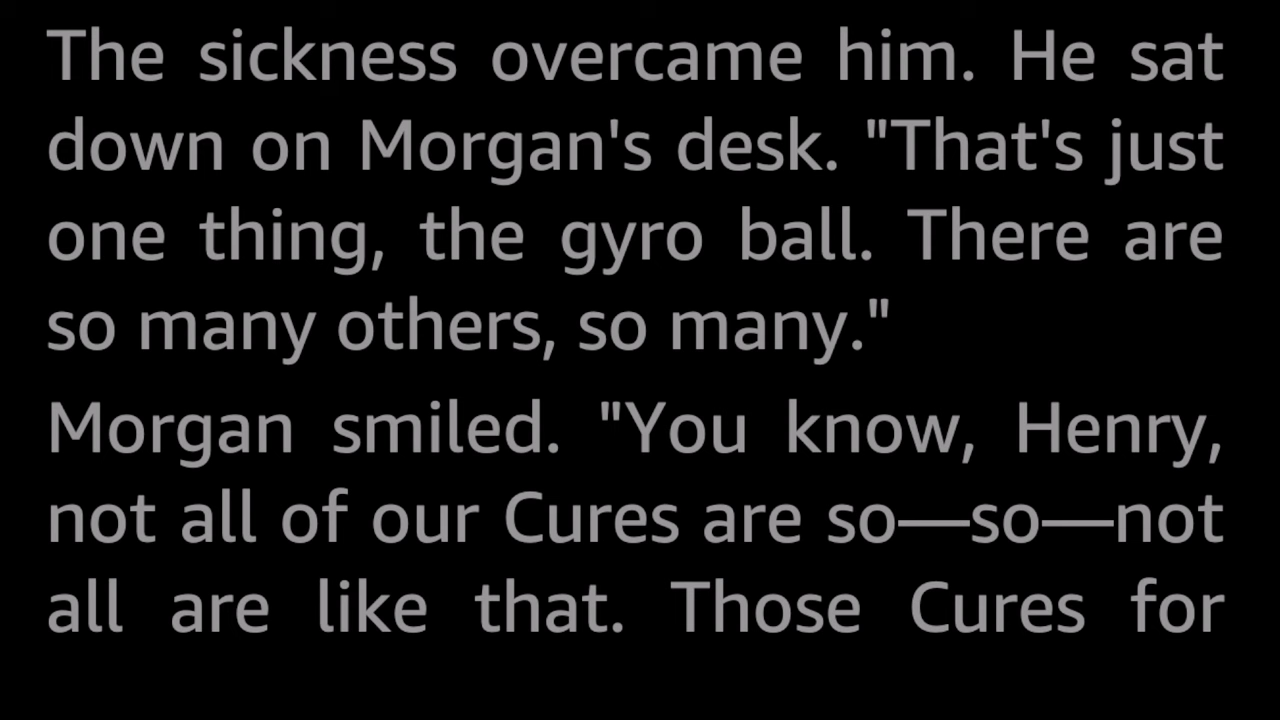 The sickness overcame him. He sat
down on Morgan's desk. "That's just
one thing, the gyro ball. There are
so many others, so many."
Morgan smiled. "You know, Henry,
not all of our Cures are so—so—not
all are like that. Those Cures for